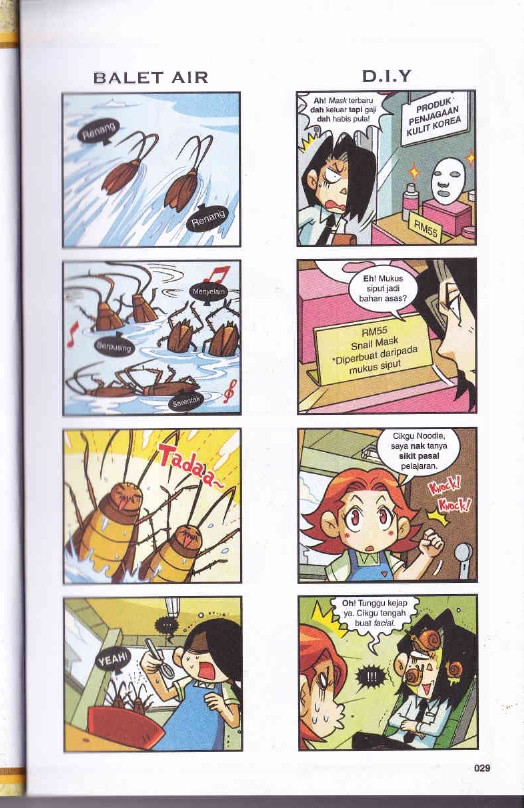 BALET AIR
Renang
Renang
Menyelam
Berpusing
Serentak
Tadaa~
YEAH!
D.I.Y
Ah! Mask terbaru
dah keluar tapi gaji
dah habis pula!
PRODUK
PENJAGAAN
KULIT KOREA
RM55
Eh! Mukus
siput jadi
bahan asas?
RM55
Snail Mask
*Diperbuat daripada
mukus siput
Cikgu Noodle,
saya nak tanya
sikit pasal
pelajaran.
Knock!
Knock!
Oh! Tunggu kejap
ya. Cikgu tengah
buat facial.
!!!
029